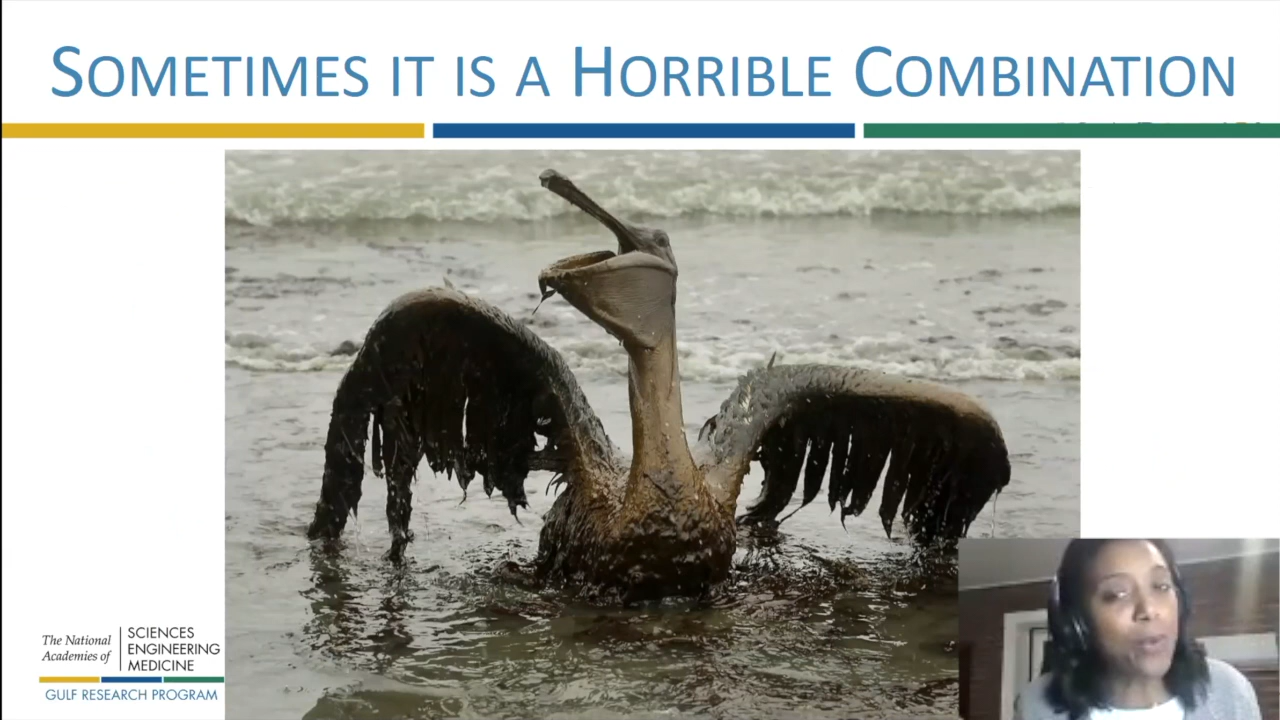 SOMETIMES IT IS A HORRIBLE COMBINATION
The National
Academies of
SCIENCES
ENGINEERING
MEDICINE
GULF RESEARCH PROGRAM